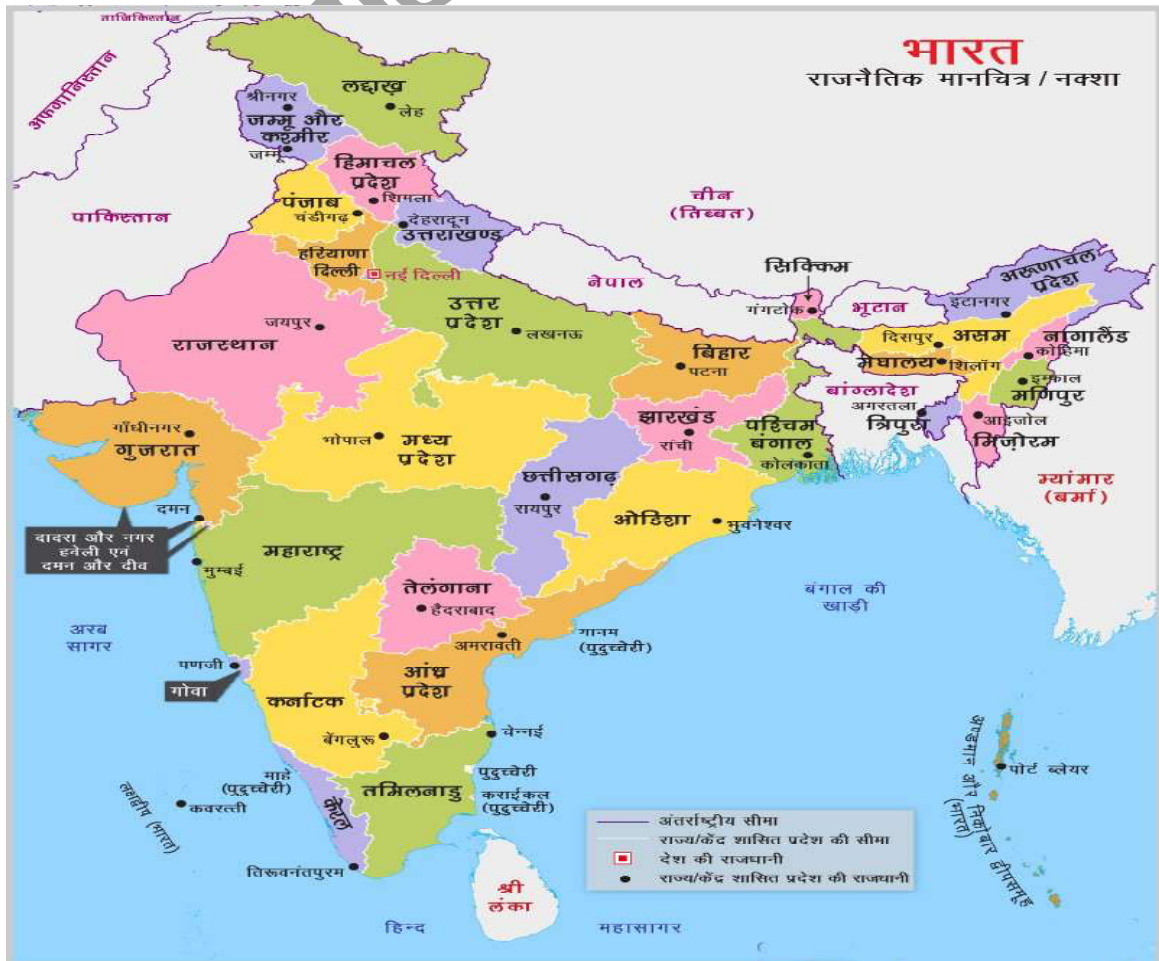 ताजिकिस्तान
अफगानिस्तान
भारत
राजनैतिक मानचित्र / नक्शा
लद्दाख़
लेह
श्रीनगर
जम्मू और
कश्मीर
जम्मू
हिमाचल
प्रदेश
शिमला
पंजाब
चंडीगढ़
देहरादून
उत्तराखण्ड
पाकिस्तान
चीन
(तिब्बत)
हरियाणा
दिल्ली
नई दिल्ली
नेपाल
सिक्किम
गंगटोक
भूटान
अरुणाचल
प्रदेश
इटानगर
उत्तर
प्रदेश
लखनऊ
जयपुर
राजस्थान
बिहार
पटना
दिसपुर
असम
नागालैंड
कोहिमा
मेघालय
शिलॉंग
इम्फाल
मणिपुर
बांग्लादेश
अगरतला
त्रिपुरा
आइजोल
मिज़ोरम
गाँधीनगर
गुजरात
भोपाल
मध्य
प्रदेश
झारखंड
रांची
पश्चिम
बंगाल
कोलकाता
छत्तीसगढ़
रायपुर
म्यांमार
(बर्मा)
दमन
दादरा और नगर
हनेली एवं
दमन और दीव
मुम्बई
महाराष्ट्र
ओडिशा
भुवनेश्वर
तेलंगाना
हैदराबाद
बंगाल की
खाड़ी
अरब
सागर
अमरावती
गानम
(पुदुच्चेरी)
पणजी
गोवा
आंध्र
प्रदेश
कर्नाटक
बेंगलुरू
चेन्नई
माहे
(पुदुच्चेरी)
पुदुच्चेरी
कराईकल
(पुदुच्चेरी)
तमिलनाडु
केरल
लक्षद्वीप (भारत)
कवरत्ती
तिरूवनंतपुरम
पोर्ट ब्लेयर
अण्डमान और निकोबार द्वीपसमूह
(भारत)
अंतर्राष्ट्रीय सीमा
राज्य/केंद्र शासित प्रदेश की सीमा
देश की राजधानी
राज्य/केंद्र शासित प्रदेश की राजधानी
श्री
लंका
हिन्द महासागर